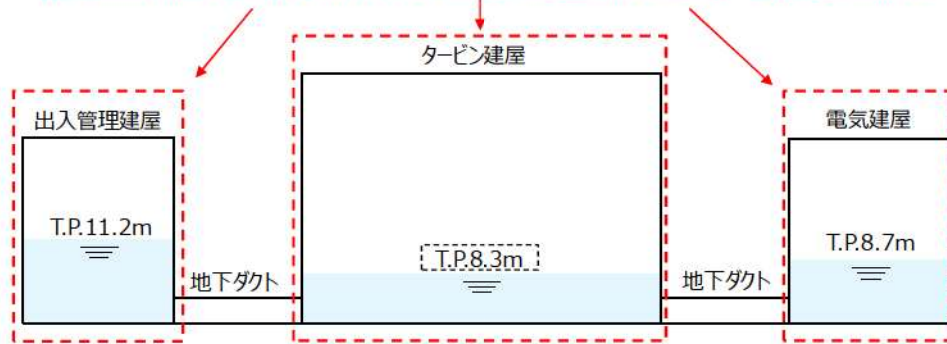 タービン建屋
出入管理建屋
電気建屋
T.P.11.2m
T.P.8.3m
T.P.8.7m
地下ダクト
地下ダクト